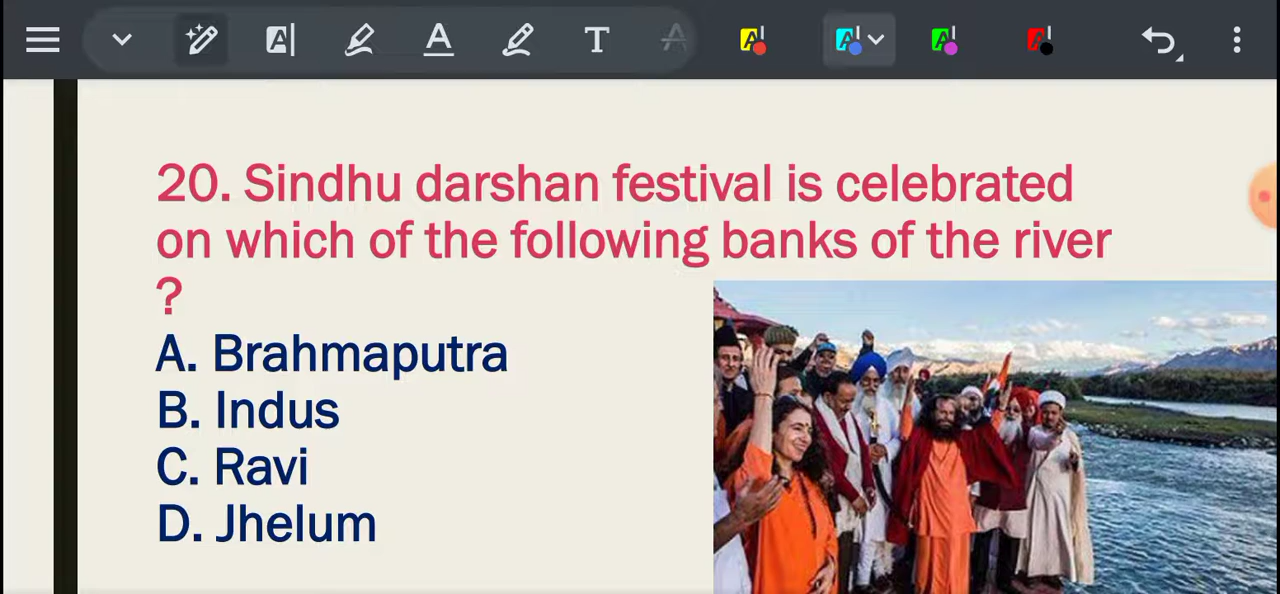 20. Sindhu darshan festival is celebrated
on which of the following banks of the river
?
A. Brahmaputra
B. Indus
C. Ravi
D. Jhelum